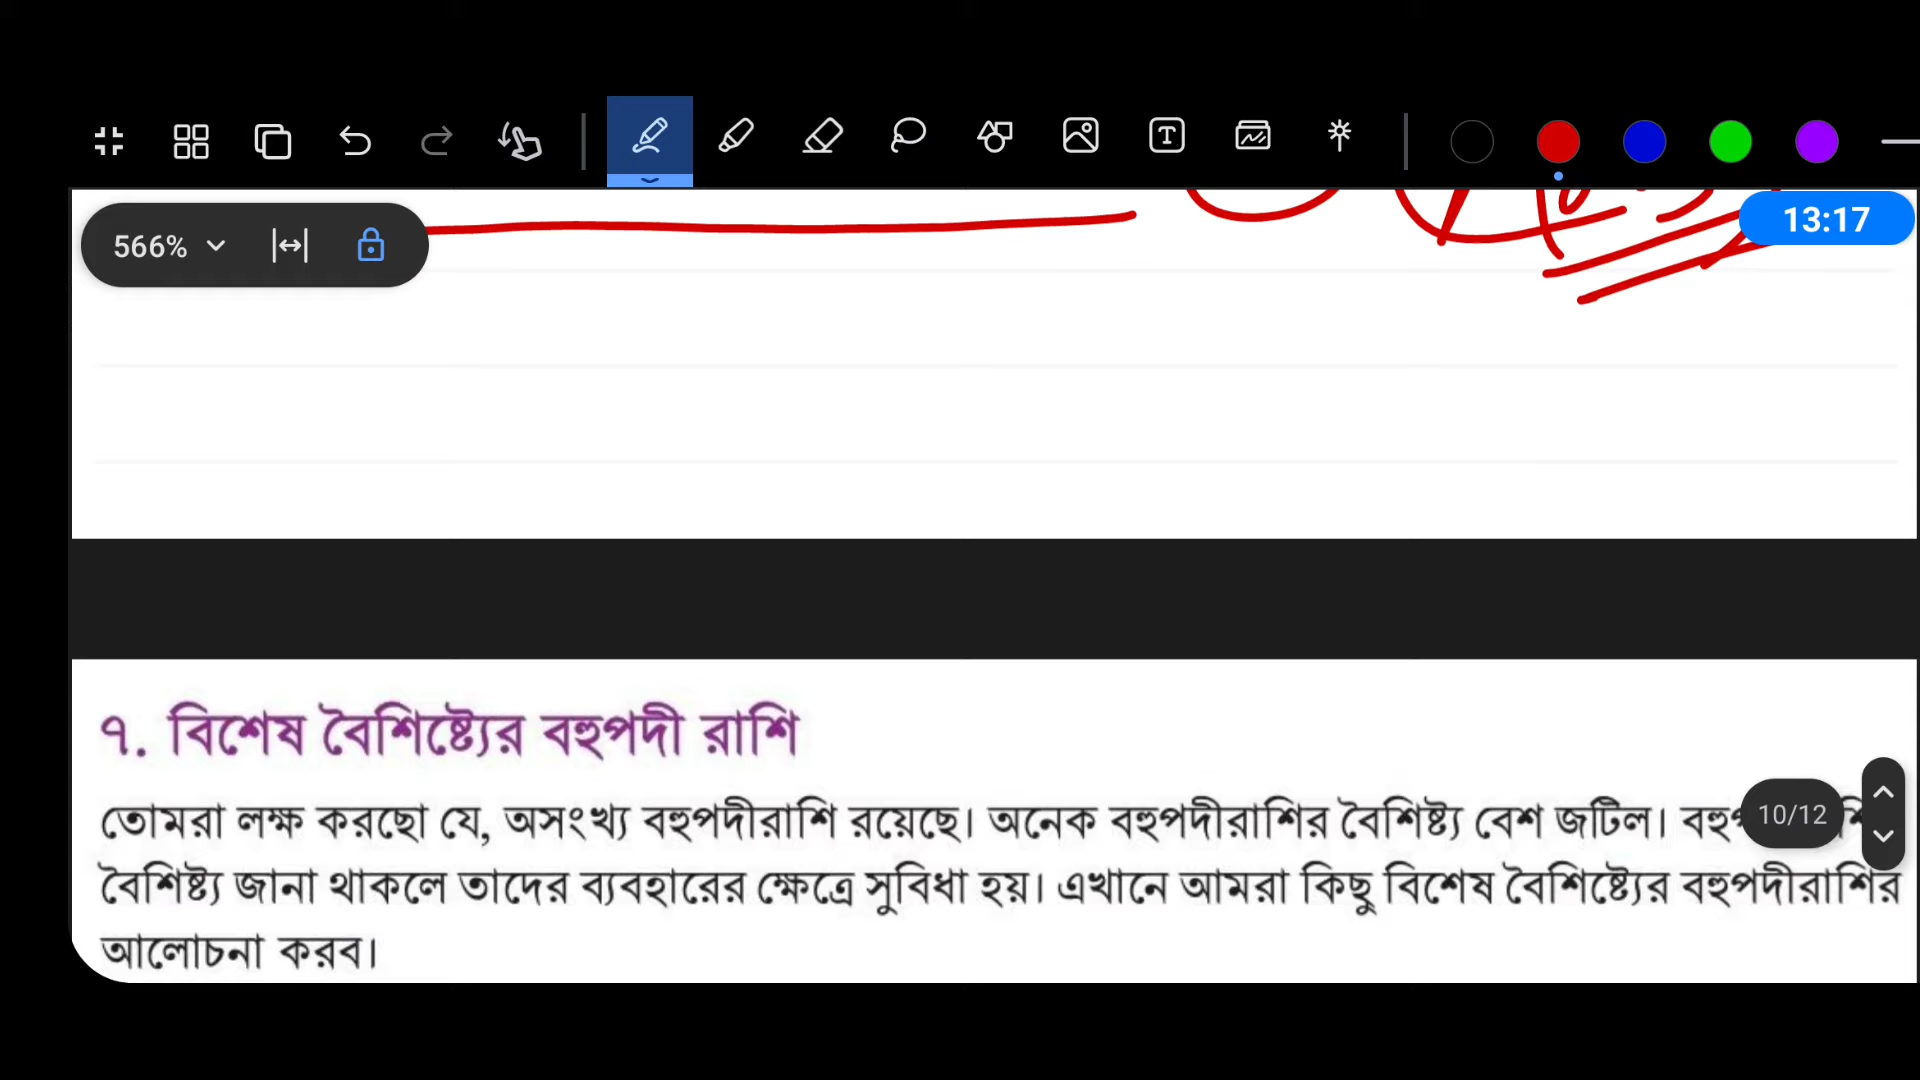 566%
13:17
৭. বিশেষ বৈশিষ্ট্যের বহুপদী রাশি
তোমরা লক্ষ করছো যে, অসংখ্য বহুপদীরাশি রয়েছে। অনেক বহুপদীরাশির বৈশিষ্ট্য বেশ জটিল।
10/12
বৈশিষ্ট্য জানা থাকলে তাদের ব্যবহারের ক্ষেত্রে সুবিধা হয়। এখানে আমরা কিছু বিশেষ বৈশিষ্ট্যের বহুপদীরাশির
আলোচনা করব।